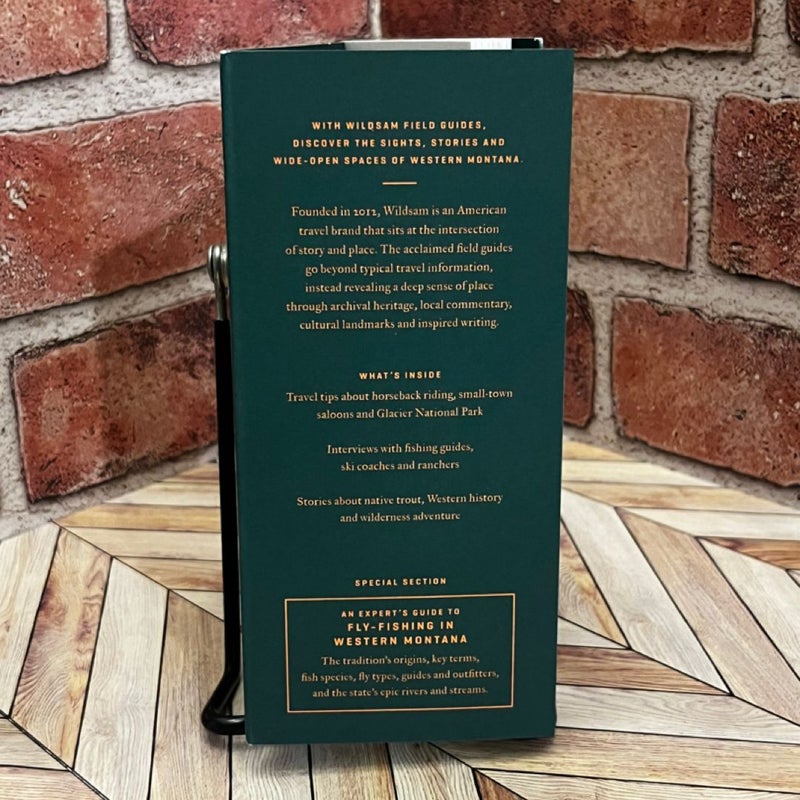 WITH WILDSAM FIELD GUIDES,
DISCOVER THE SIGHTS, STORIES AND
WIDE-OPEN SPACES OF WESTERN MONTANA.
Founded in 2012, Wildsam is an American
travel brand that sits at the intersection
of story and place. The acclaimed field guides
go beyond typical travel information,
instead revealing a deep sense of place
through archival heritage, local commentary,
cultural landmarks and inspired writing.
WHAT'S INSIDE
Travel tips about horseback riding, small-town
saloons and Glacier National Park
Interviews with fishing guides,
ski coaches and ranchers
Stories about native trout, Western history
and wilderness adventure
SPECIAL SECTION
AN EXPERT'S GUIDE TO
FLY-FISHING IN
WESTERN MONTANA
The tradition's origins, key terms,
fish species, fly types, guides and outfitters,
and the state's epic rivers and streams.